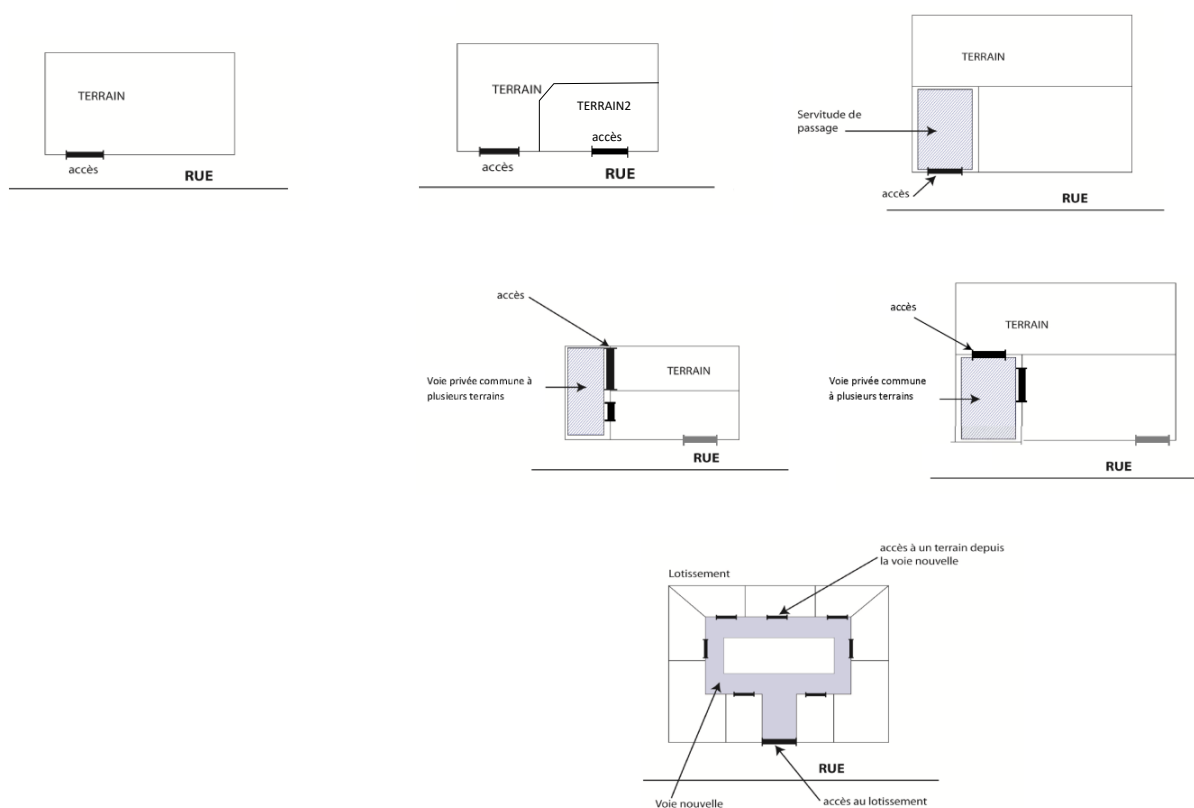 TERRAIN
accès
RUE
TERRAIN
TERRAIN2
accès
accès
RUE
TERRAIN
Servitude de
passage
accès
RUE
accès
TERRAIN
Voie privée commune à
plusieurs terrains
RUE
accès
TERRAIN
Voie privée commune
à plusieurs terrains
RUE
accès à un terrain depuis
la voie nouvelle
Lotissement
RUE
Voie nouvelle
accès au lotissement